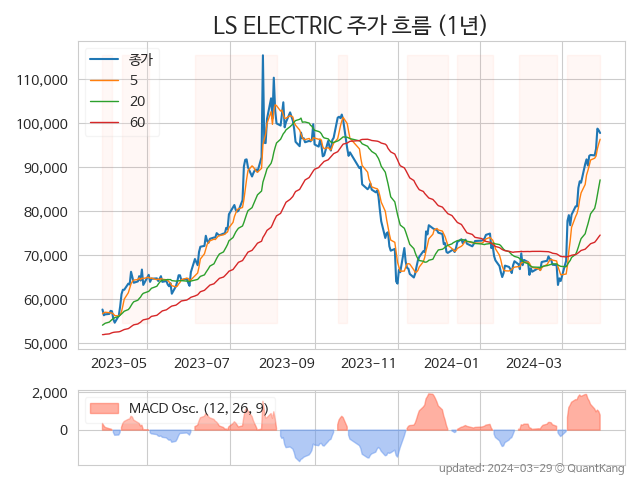 LS ELECTRIC 주가 흐름 (1년)
종가
5
20
60
110,000
100,000
90,000
80,000
70,000
60,000
50,000
2023-05 2023-07 2023-09 2023-11 2024-01 2024-03
2,000
0
MACD Osc. (12, 26, 9)
updated: 2024-03-29 © QuantKang